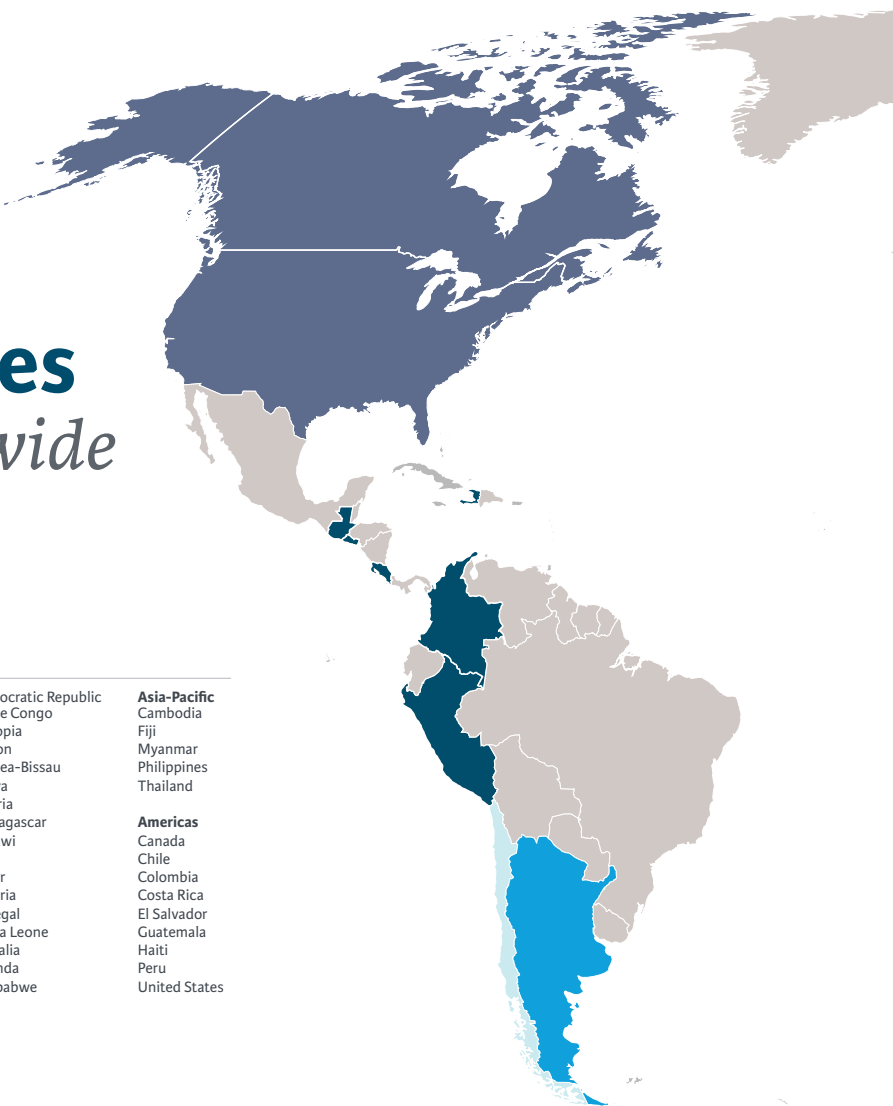 es
wide
ocratic Republic
e Congo
opia
on
ea-Bissau
a
ria
agascar
wi
r
ria
egal
a Leone
alia
nda
babwe
Asia-Pacific
Cambodia
Fiji
Myanmar
Philippines
Thailand
Americas
Canada
Chile
Colombia
Costa Rica
El Salvador
Guatemala
Haiti
Peru
United States